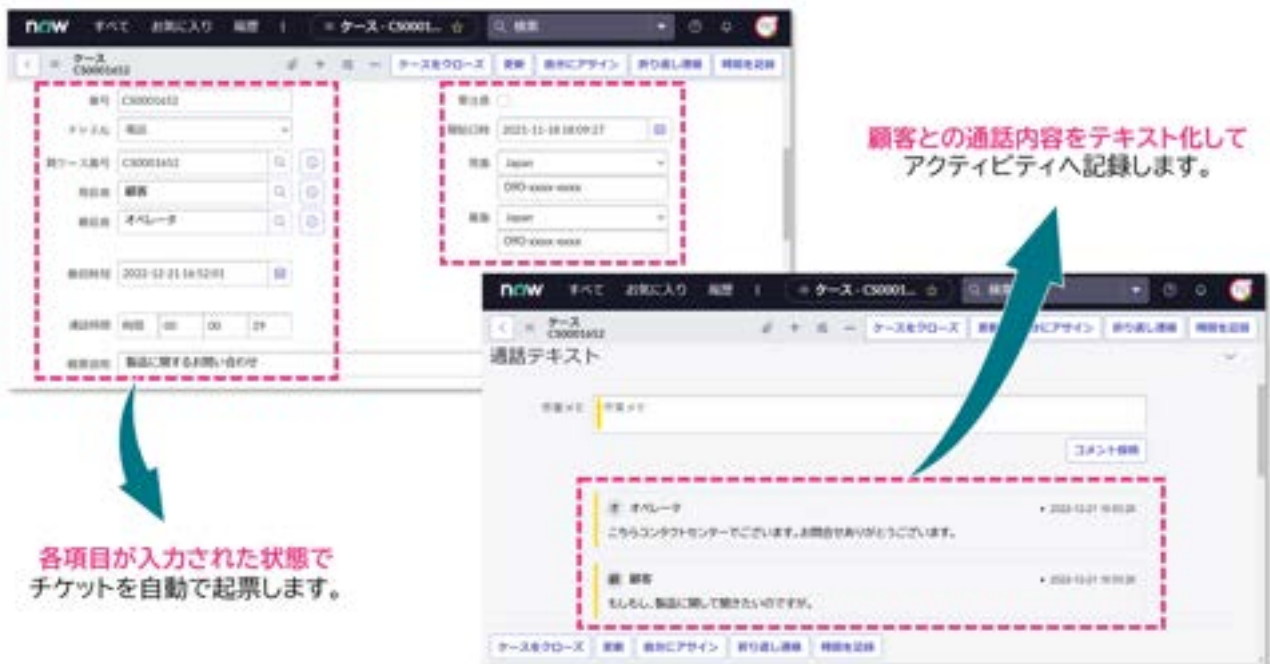 now すべて お気に入り 履歴 ケース - CS0001... 検索
ケース
CS0001652
ケースをクローズ 更新 自分にアサイン 折り返し連絡 時間を記録
番号 CS0001652
チャネル 電話
親ケース番号 CS0001652
発話者 顧客
オペレータ
2022-12-21 16:52:01
通話時間 時間 00 00 29
概要説明 製品に関するお問い合わせ
受注県
開始日時
Japan
090-xxxx-xxxx
Japan
090-xxxx-xxxx
顧客との通話内容をテキスト化して
アクティビティへ記録します。
now すべて お気に入り 履歴 ケース - CS0001...
ケース
CS0001652
ケースをクローズ 折り返し連絡 時間を記録
通話テキスト
作業メモ 作業メモ
コメント投稿
オ オペレータ
こちらコンタクトセンターでございます。お問合せありがとうございます。
顧 顧客
もしもし、製品に関して聞きたいのですが。
ケースをクローズ 更新 自分にアサイン 折り返し連絡 時間を記録
各項目が入力された状態で
チケットを自動で起票します。